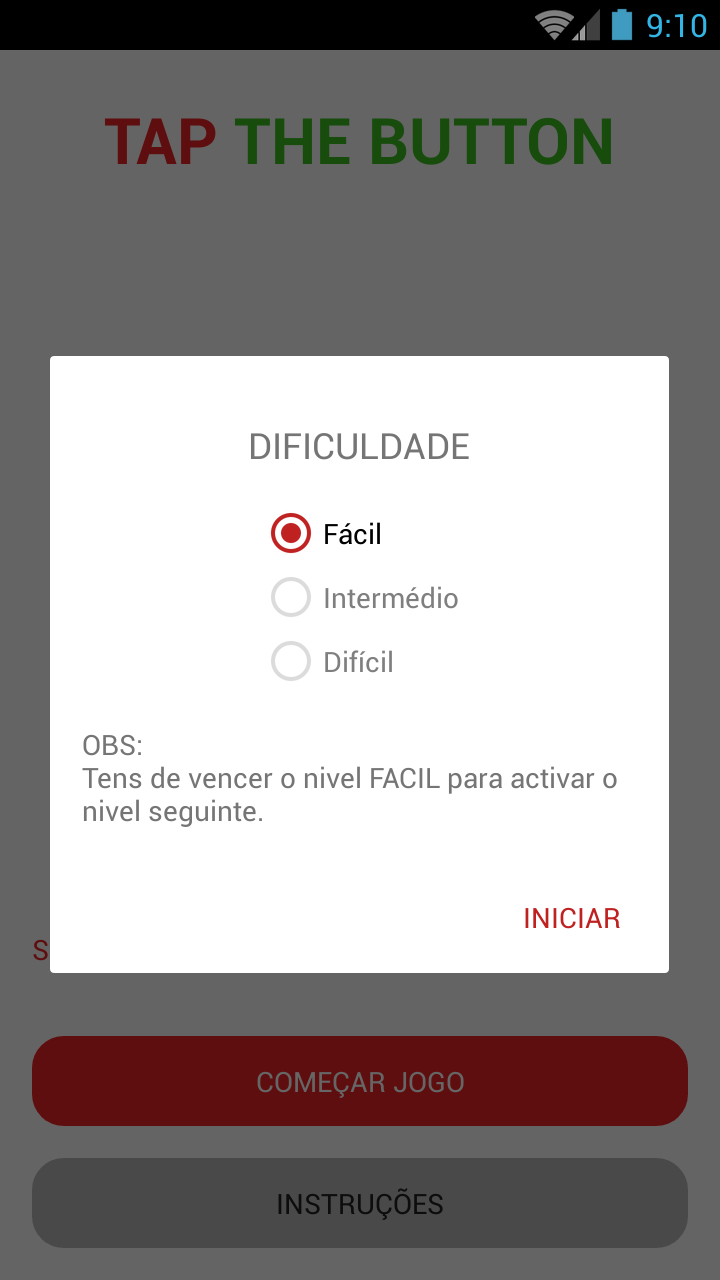 9:10
TAP THE BUTTON
DIFICULDADE
Fácil
Intermédio
Difícil
OBS:
Tens de vencer o nivel FACIL para activar o
nivel seguinte.
INICIAR
S
COMEÇAR JOGO
INSTRUÇÕES